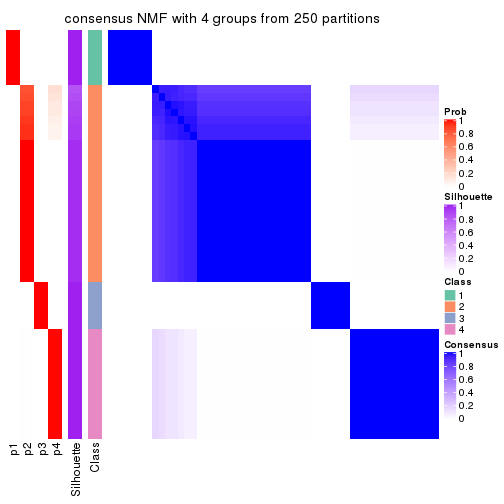 consensus NMF with 4 groups from 250 partitions
Prob
1
0.8
0.6
0.4
0.2
0
Silhouette
1
0.8
0.6
0.4
0.2
0
Class
1
2
3
4
Consensus
1
0.8
0.6
0.4
0.2
0
p1
p2
p3
p4
Silhouette
Class